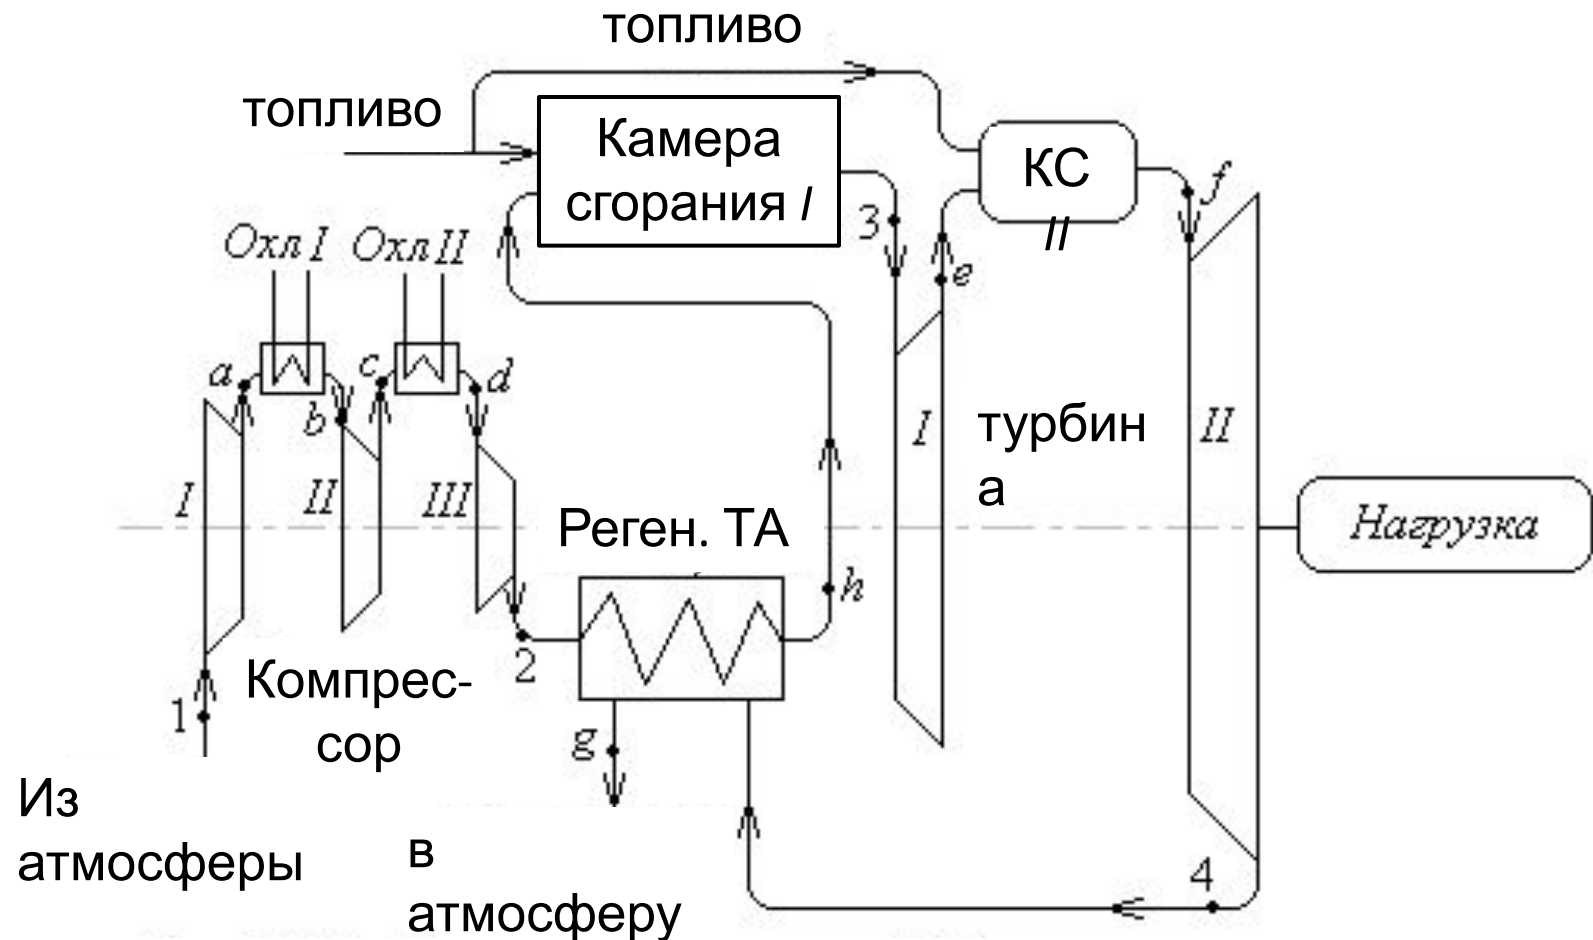 топливо
топливо
Камера
сгорания I
КС
II
f
3
e
Охл I Охл II
a
b
c
d
I
II
III
I
турбин
а
II
Нагрузка
Реген. ТА
h
2
1
Компрес-
сор
g
Из
атмосферы
в
атмосферу
4